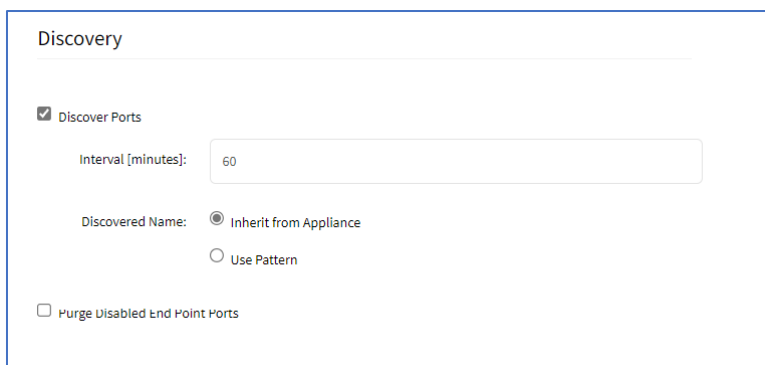 Discovery
Discover Ports
Interval [minutes]: 60
Discovered Name: Inherit from Appliance
Use Pattern
Purge Disabled End Point Ports